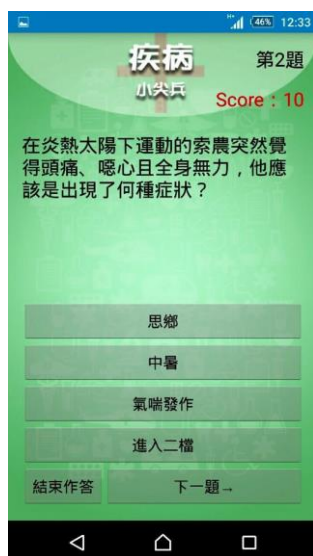 46% 12:33
疾病
第2題
小尖兵
Score : 10
在炎熱太陽下運動的索農突然覺
得頭痛、噁心且全身無力，他應
該是出現了何種症狀？
思鄉
中暑
氣喘發作
進入二檔
結束作答
下一題→